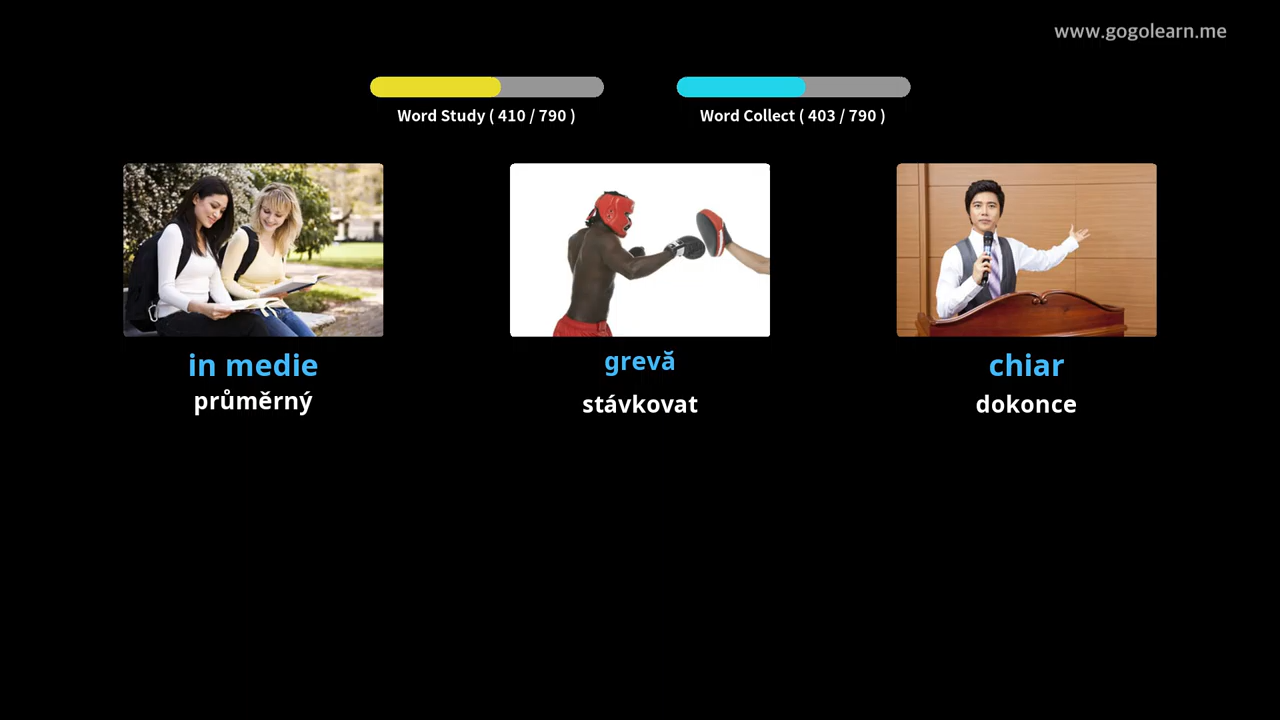 www.gogolearn.me
Word Study ( 410 / 790 )
Word Collect ( 403 / 790 )
in medie
průměrný
grevă
stávkovat
chiar
dokonce